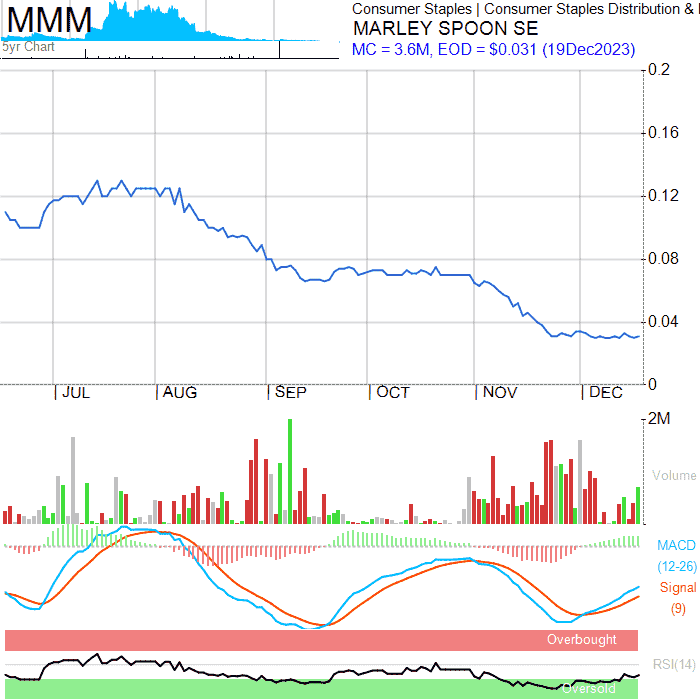 MMM
5yr Chart
Consumer Staples | Consumer Staples Distribution &
MARLEY SPOON SE
MC = 3.6M, EOD = $0.031 (19Dec2023)
0.2
0.16
0.12
0.08
0.04
0
JUL AUG SEP OCT NOV DEC
2M
Volume
MACD
(12-26)
Signal
(9)
Overbought
RSI(14)
Oversold